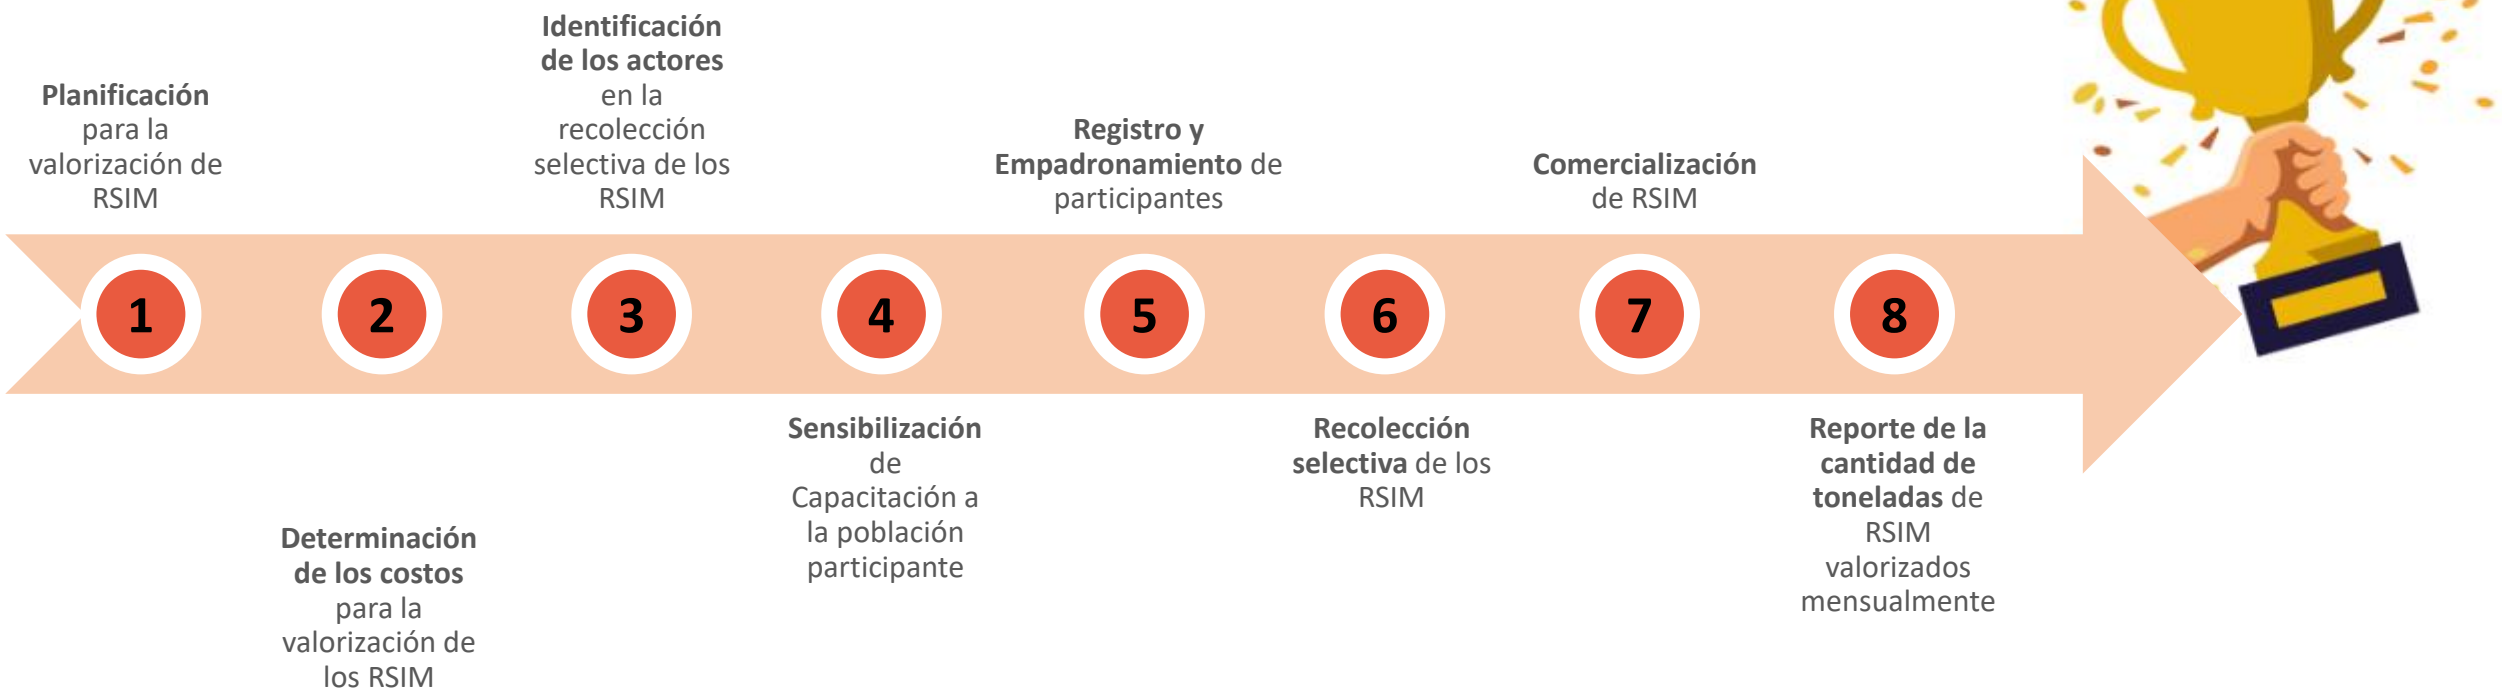 Planificación
para la
valorización de
RSIM
1
Determinación
de los costos
para la
valorización de
los RSIM
2
Identificación
de los actores
en la
recolección
selectiva de los
RSIM
3
Sensibilización
de
Capacitación a
la población
participante
4
Registro y
Empadronamiento de
participantes
5
Recolección
selectiva de los
RSIM
6
Comercialización
de RSIM
7
Reporte de la
cantidad de
toneladas de
RSIM
valorizados
mensualmente
8